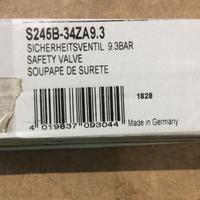 S245B-34ZA9.3
SICHERHEITSVENTIL 9.3BAR
SAFETY VALVE
SOUPAPE DE SURETE
1828
4 019837 093044
Made in Germany